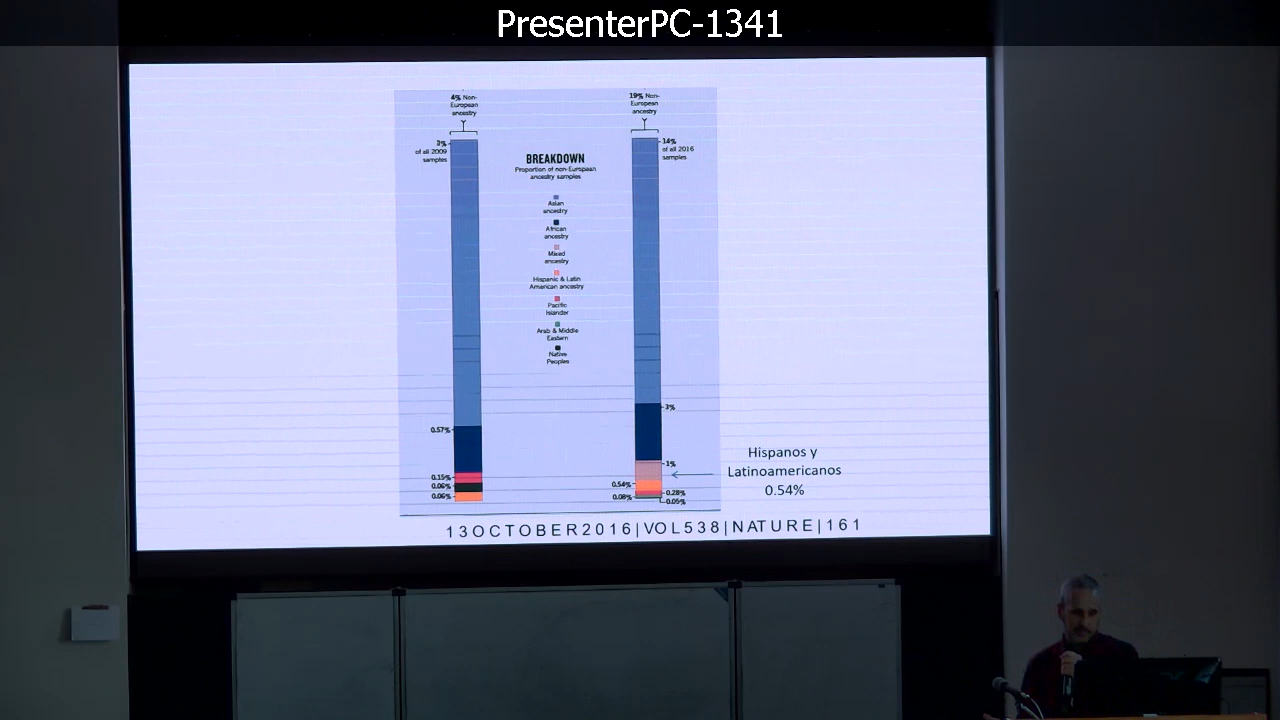 PresenterPC-1341
4% Non-
European
ancestry
19% Non-
European
ancestry
3%
of all 2009
samples
14%
of all 2016
samples
BREAKDOWN
Proportion of non-European
ancestry samples
Asian
ancestry
African
ancestry
Mixed
ancestry
Hispanic & Latin
American ancestry
Pacific
Islander
Arab & Middle
Eastern
Native
Peoples
0.57%
0.15%
0.06%
0.06%
3%
1%
0.54%
0.28%
0.08%
0.05%
Hispanos y
Latinoamericanos
0.54%
13OCTOBER2016|VOL538|NATURE|161